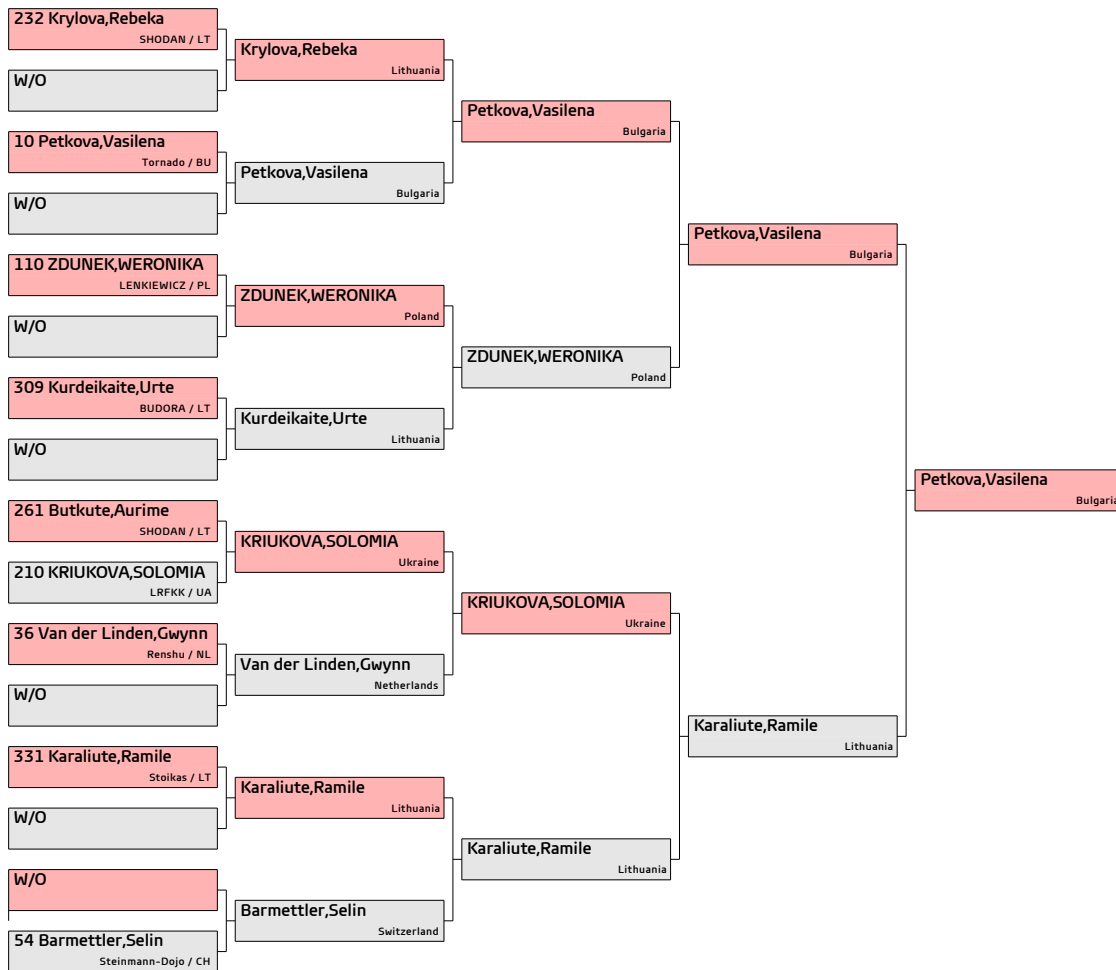 232 Krylova,Rebeka
SHODAN / LT
W/O
10 Petkova,Vasilena
Tornado / BU
W/O
110 ZDUNEK,WERONIKA
LENKIEWICZ / PL
W/O
309 Kurdeikaite,Urte
BUDORA / LT
W/O
261 Butkute,Aurime
SHODAN / LT
210 KRIUKOVA,SOLOMIA
LRFKK / UA
36 Van der Linden,Gwynn
Renshu / NL
W/O
331 Karaliute,Ramile
Stoikas / LT
W/O
W/O
54 Barmettler,Selin
Steinmann-Dojo / CH
Krylova,Rebeka
Lithuania
Petkova,Vasilena
Bulgaria
ZDUNEK,WERONIKA
Poland
Kurdeikaite,Urte
Lithuania
KRIUKOVA,SOLOMIA
Ukraine
Van der Linden,Gwynn
Netherlands
Karaliute,Ramile
Lithuania
Barmettler,Selin
Switzerland
Petkova,Vasilena
Bulgaria
ZDUNEK,WERONIKA
Poland
KRIUKOVA,SOLOMIA
Ukraine
Karaliute,Ramile
Lithuania
Petkova,Vasilena
Bulgaria
Karaliute,Ramile
Lithuania
Petkova,Vasilena
Bulgaria